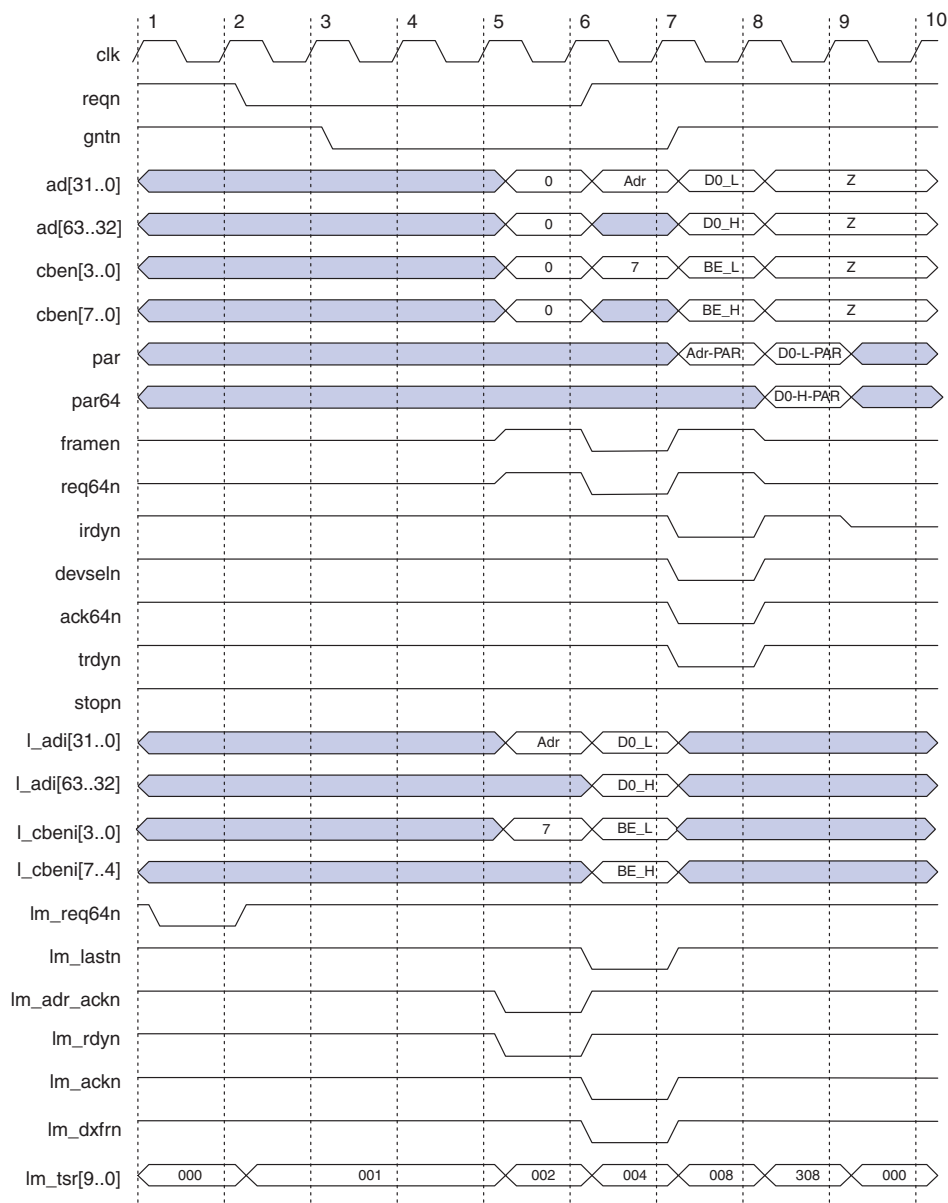 1 2 3 4 5 6 7 8 9 10
clk
reqn
gntn
ad[31..0] 0 Adr D0_L Z
ad[63..32] 0 D0_H Z
cben[3..0] 0 7 BE_L Z
cben[7..0] 0 BE_H Z
par Adr-PAR D0-L-PAR
par64 D0-H-PAR
framen
req64n
irdyn
devseln
ack64n
trdyn
stopn
l_adi[31..0] Adr D0_L
l_adi[63..32] D0_H
l_cbeni[3..0] 7 BE_L
l_cbeni[7..4] BE_H
lm_req64n
lm_lastn
lm_adr_ackn
lm_rdyn
lm_ackn
lm_dxfrn
lm_tsr[9..0] 000 001 002 004 008 308 000